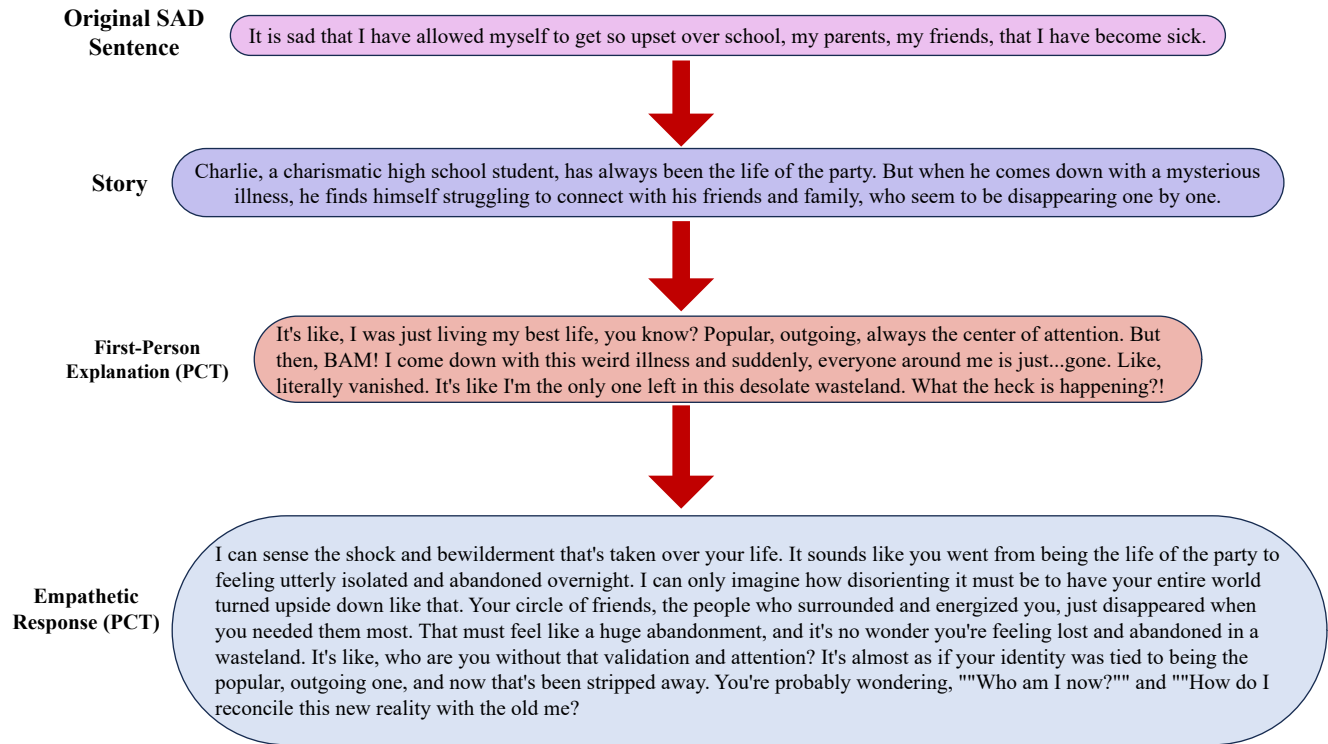 Original SAD
Sentence
It is sad that I have allowed myself to get so upset over school, my parents, my friends, that I have become sick.
Story
Charlie, a charismatic high school student, has always been the life of the party. But when he comes down with a mysterious
illness, he finds himself struggling to connect with his friends and family, who seem to be disappearing one by one.
First-Person
Explanation (PCT)
It's like, I was just living my best life, you know? Popular, outgoing, always the center of attention. But
then, BAM! I come down with this weird illness and suddenly, everyone around me is just...gone. Like,
literally vanished. It's like I'm the only one left in this desolate wasteland. What the heck is happening?!
Empathetic
Response (PCT)
I can sense the shock and bewilderment that's taken over your life. It sounds like you went from being the life of the party to
feeling utterly isolated and abandoned overnight. I can only imagine how disorienting it must be to have your entire world
turned upside down like that. Your circle of friends, the people who surrounded and energized you, just disappeared when
you needed them most. That must feel like a huge abandonment, and it's no wonder you're feeling lost and abandoned in a
wasteland. It's like, who are you without that validation and attention? It's almost as if your identity was tied to being the
popular, outgoing one, and now that's been stripped away. You're probably wondering, ""Who am I now?"" and ""How do I
reconcile this new reality with the old me?